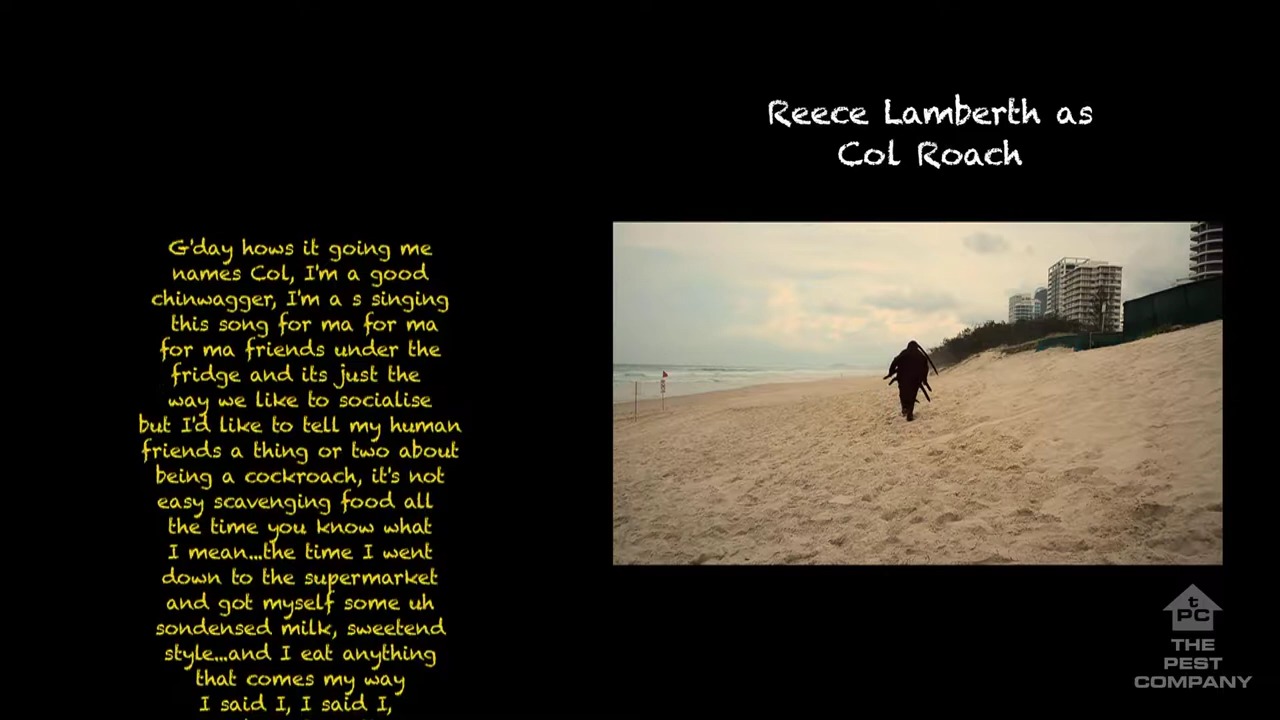 Reece Lamberth as
Col Roach
G'day hows it going me
names Col, I'm a good
chinwagger, I'm a s singing
this song for ma for ma
for ma friends under the
fridge and its just the
way we like to socialise
but I'd like to tell my human
friends a thing or two about
being a cockroach, it's not
easy scavenging food all
the time you know what
I mean...the time I went
down to the supermarket
and got myself some uh
sondensed milk, sweetend
style...and I eat anything
that comes my way
I said I, I said I,
tPC
THE
PEST
COMPANY